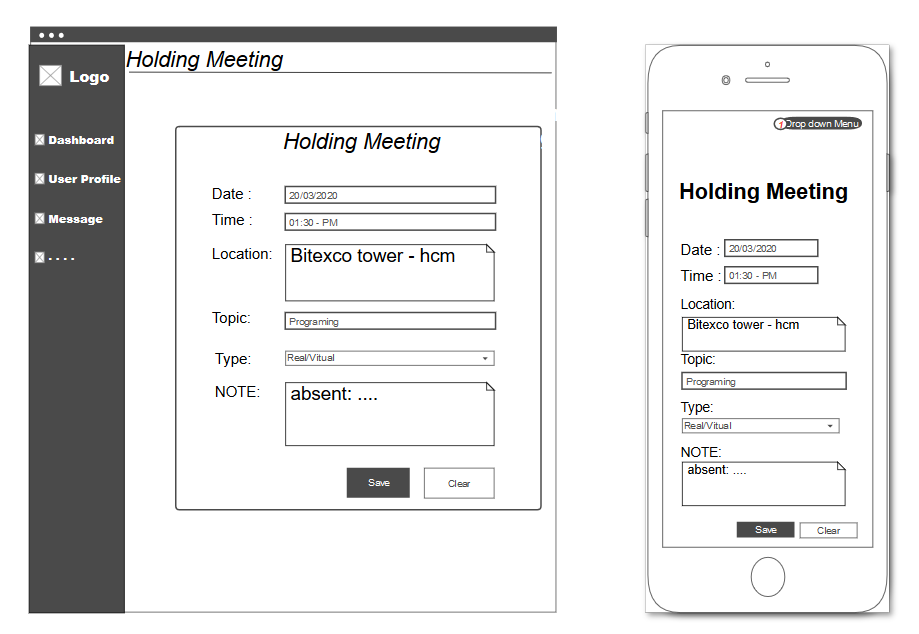 Holding Meeting
Logo
Dashboard
User Profile
Message
. . . .
Holding Meeting
Date : 20/03/2020
Time : 01:30 - PM
Location: Bitexco tower - hcm
Topic: Programing
Type: Real/Vitual
NOTE: absent: ....
Save Clear
1 Drop down Menu
Holding Meeting
Date : 20/03/2020
Time : 01:30 - PM
Location:
Bitexco tower - hcm
Topic:
Programing
Type:
Real/Vitual
NOTE:
absent: ....
Save Clear